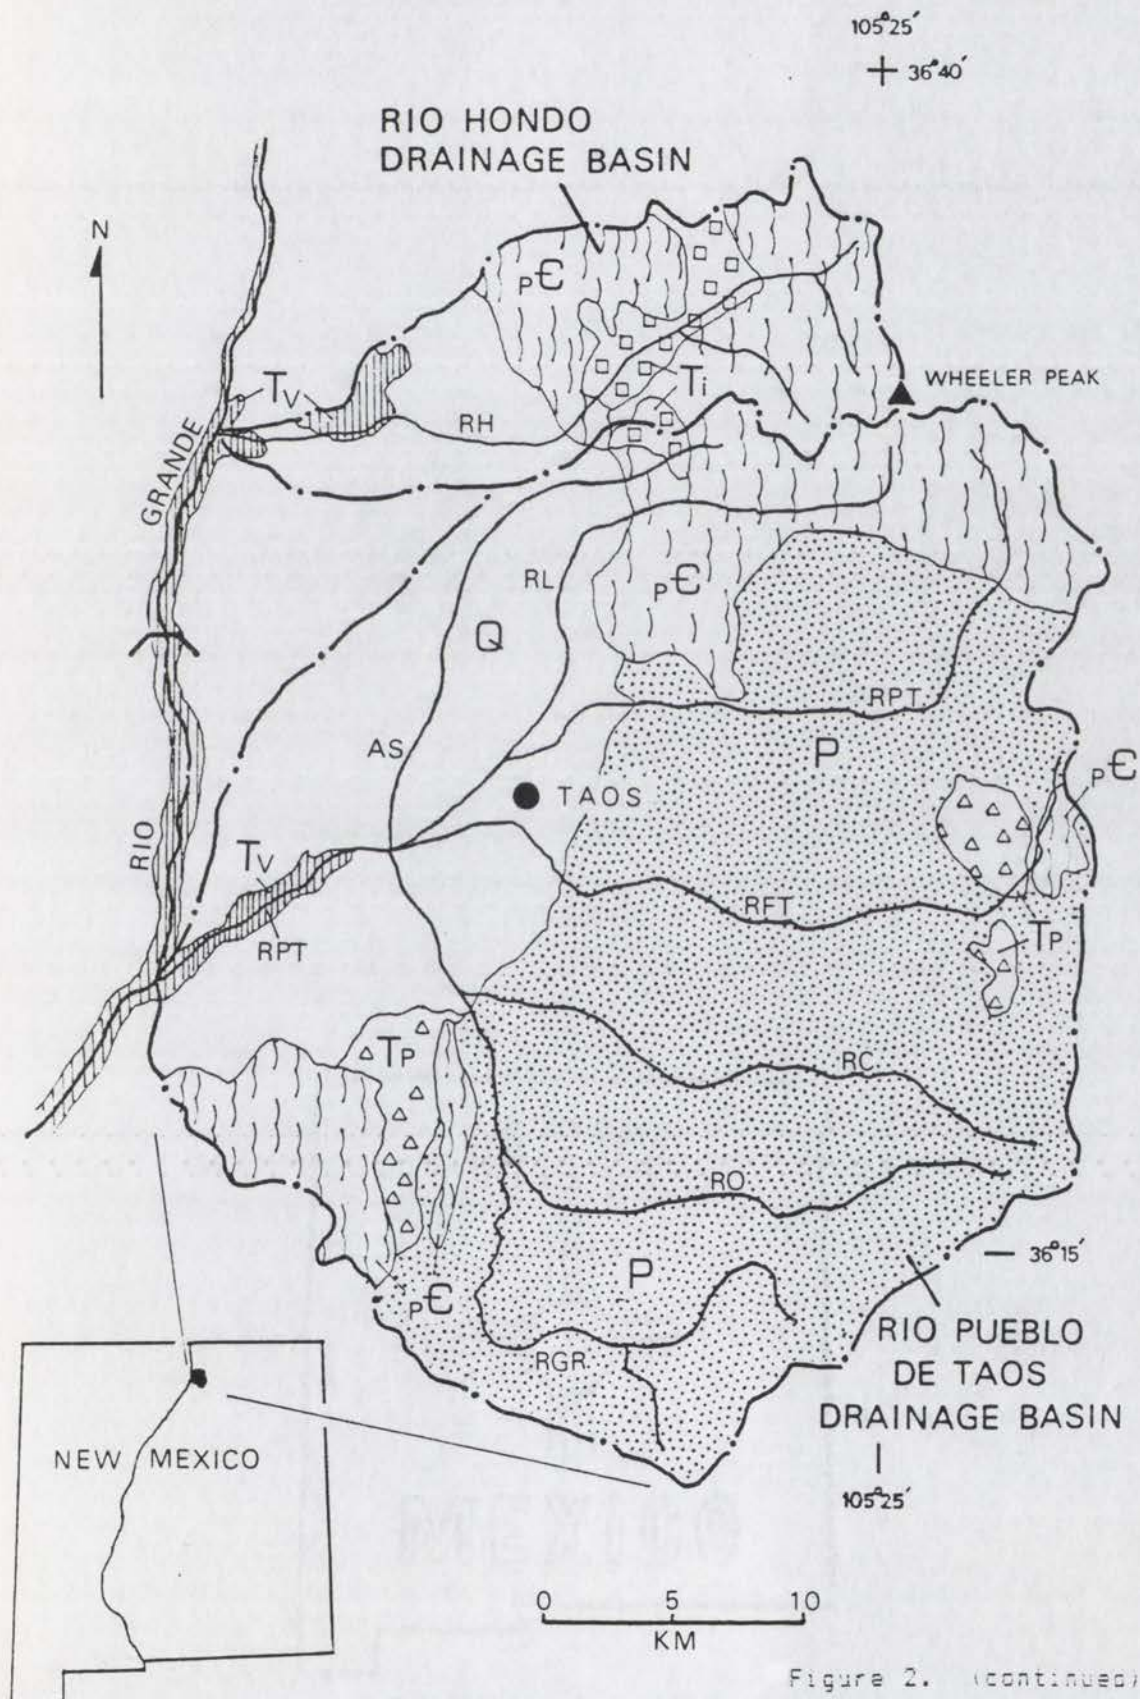 105°25′
36°40′
RIO HONDO
DRAINAGE BASIN
N
pЄ
Tv
Ti
WHEELER PEAK
RH
GRANDE
RL
pЄ
Q
RPT
AS
P
pЄ
TAOS
RIO
Tv
RFT
RPT
Tp
Tp
RC
RO
36°15′
P
pЄ
RIO PUEBLO
DE TAOS
DRAINAGE BASIN
RGR
NEW MEXICO
105°25′
0 5 10
KM
Figure 2. (continued)